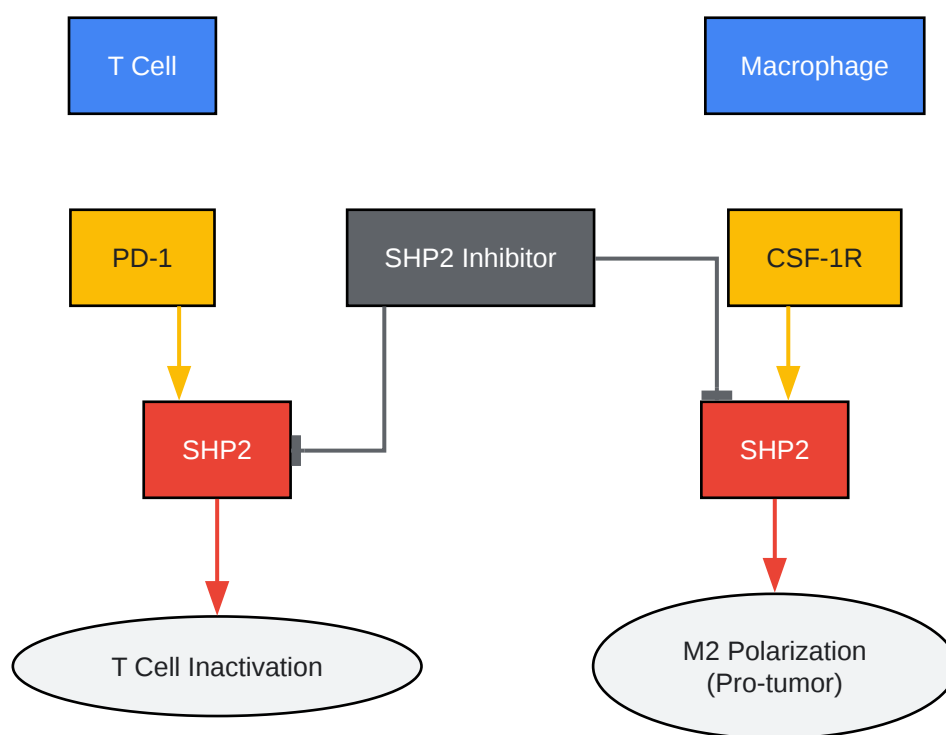 T Cell
Macrophage
PD-1
SHP2 Inhibitor
CSF-1R
SHP2
SHP2
T Cell Inactivation
M2 Polarization
(Pro-tumor)